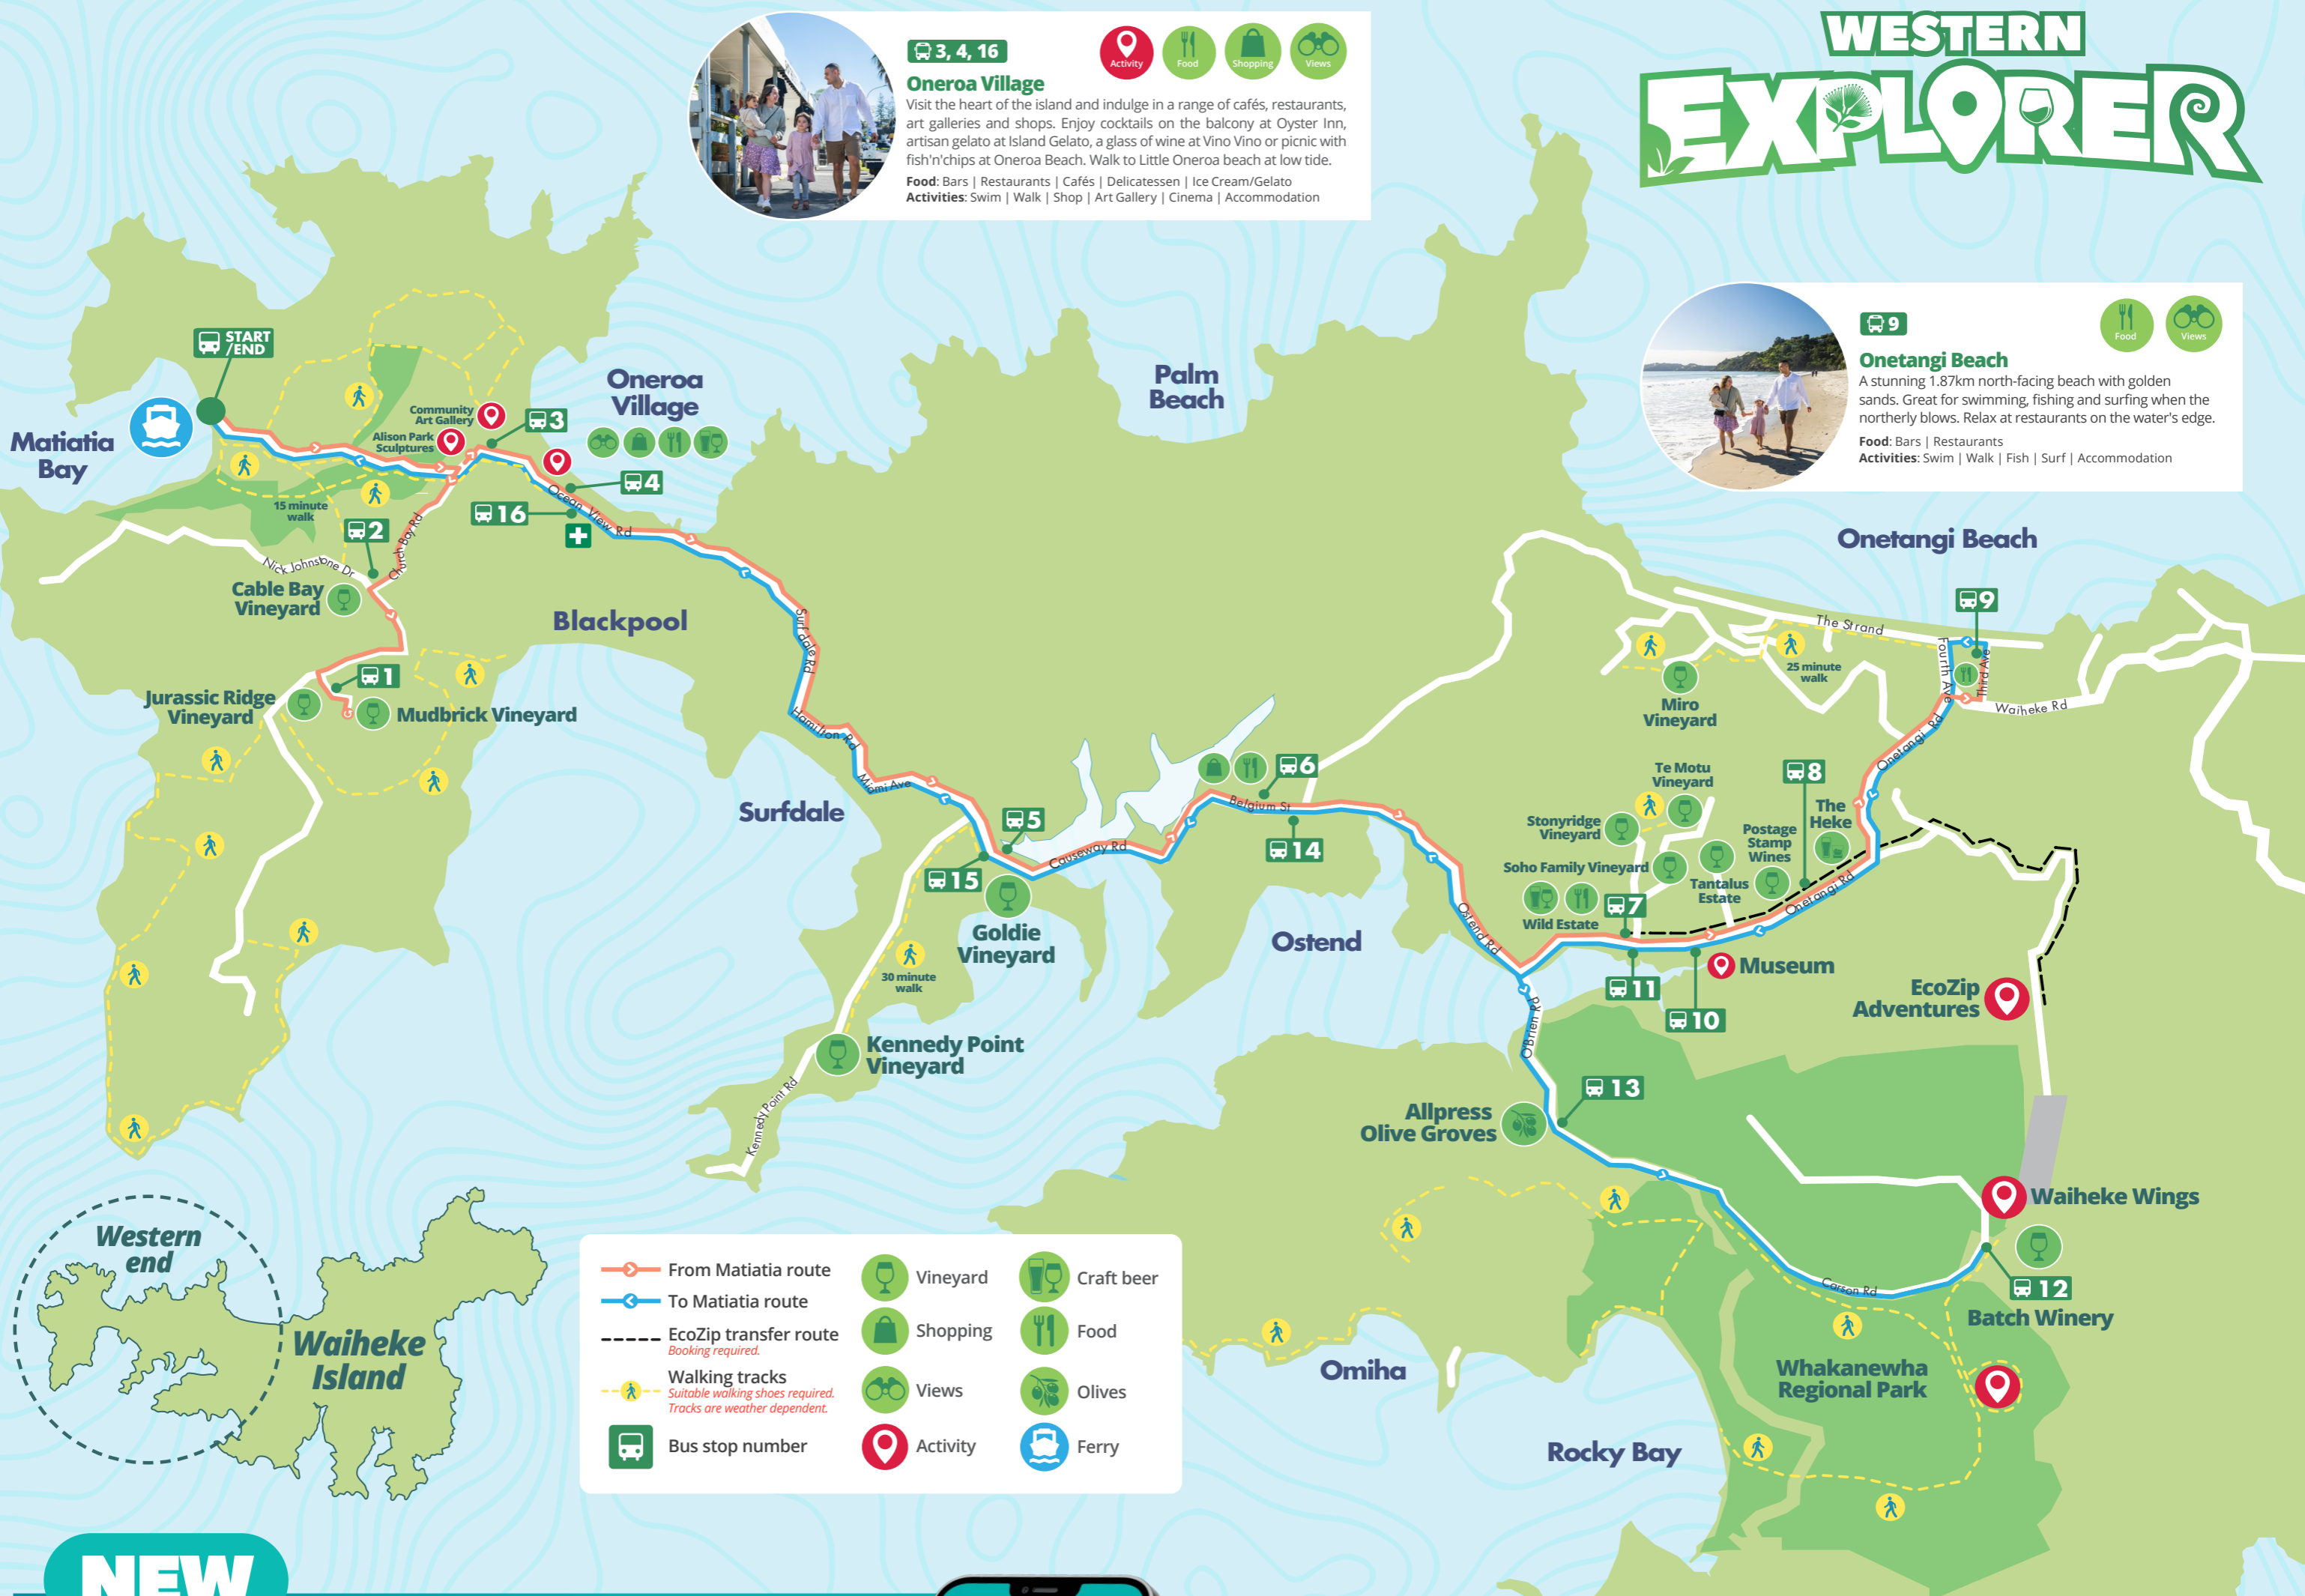 WESTERN
EXPLORER
3, 4, 16
Activity
Food
Shopping
Views
Oneroa Village
Visit the heart of the island and indulge in a range of cafés, restaurants,
art galleries and shops. Enjoy cocktails on the balcony at Oyster Inn,
artisan gelato at Island Gelato, a glass of wine at Vino Vino or picnic with
fish'n'chips at Oneroa Beach. Walk to Little Oneroa beach at low tide.
Food: Bars | Restaurants | Cafés | Delicatessen | Ice Cream/Gelato
Activities: Swim | Walk | Shop | Art Gallery | Cinema | Accommodation
9
Food
Views
Onetangi Beach
A stunning 1.87km north-facing beach with golden
sands. Great for swimming, fishing and surfing when the
northerly blows. Relax at restaurants on the water's edge.
Food: Bars | Restaurants
Activities: Swim | Walk | Fish | Surf | Accommodation
START
/END
Matiatia
Bay
Community
Art Gallery
Alison Park
Sculptures
3
Oneroa
Village
4
16
Ocean View Rd
15 minute
walk
2
Church Bay Rd
Nick Johnstone Dr
Cable Bay
Vineyard
1
Jurassic Ridge
Vineyard
Mudbrick Vineyard
Blackpool
Palm
Beach
Surfdale Rd
Hamilton Rd
Miami Ave
Surfdale
5
15
Causeway Rd
Goldie
Vineyard
30 minute
walk
Kennedy Point
Vineyard
Kennedy Point Rd
6
Belgium St
14
Ostend
Ostend Rd
Onetangi Beach
9
The Strand
Fourth Ave
Third Ave
Waiheke Rd
25 minute
walk
Miro
Vineyard
Onetangi Rd
Te Motu
Vineyard
8
The
Heke
Stonyridge
Vineyard
Postage
Stamp
Wines
Soho Family Vineyard
Tantalus
Estate
Onetangi Rd
7
Wild Estate
Museum
11
10
EcoZip
Adventures
O'Brien Rd
13
Allpress
Olive Groves
Waiheke Wings
12
Batch Winery
Carson Rd
Whakanewha
Regional Park
Omiha
Rocky Bay
Western
end
Waiheke
Island
From Matiatia route
To Matiatia route
EcoZip transfer route
Booking required.
Walking tracks
Suitable walking shoes required.
Tracks are weather dependent.
Bus stop number
Vineyard
Shopping
Views
Activity
Craft beer
Food
Olives
Ferry
NEW